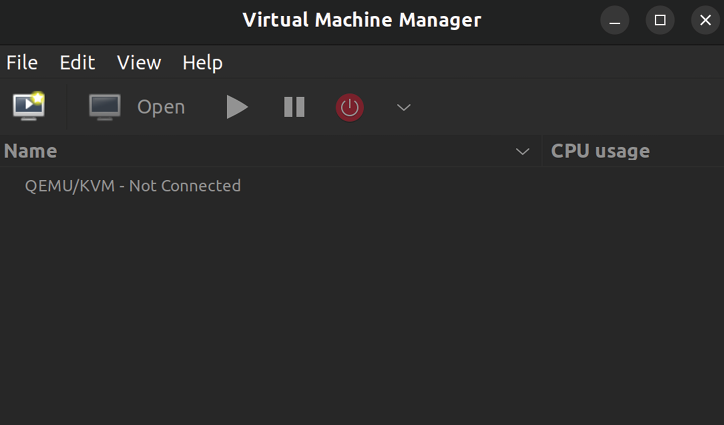 Virtual Machine Manager
File Edit View Help
Open
Name CPU usage
QEMU/KVM - Not Connected